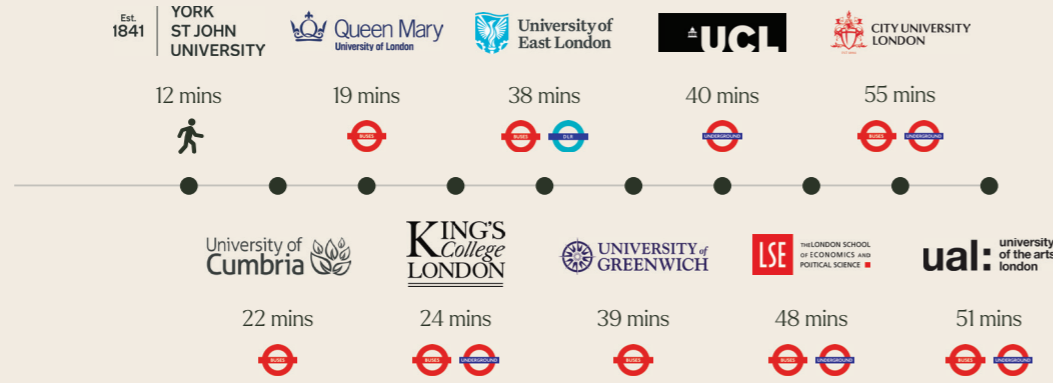 Est.
1841
YORK
ST JOHN
UNIVERSITY
Queen Mary
University of London
University of
East London
UCL
CITY UNIVERSITY
LONDON
12 mins
19 mins
38 mins
40 mins
55 mins
BUSES
BUSES
DLR
UNDERGROUND
BUSES
UNDERGROUND
University of
Cumbria
KING'S
College
LONDON
UNIVERSITY of
GREENWICH
LSE
THE LONDON SCHOOL
OF ECONOMICS AND
POITICAL SCIENCE
ual:
university
of the arts
london
22 mins
24 mins
39 mins
48 mins
51 mins
BUSES
BUSES
UNDERGROUND
BUSES
BUSES
UNDERGROUND
BUSES
UNDERGROUND